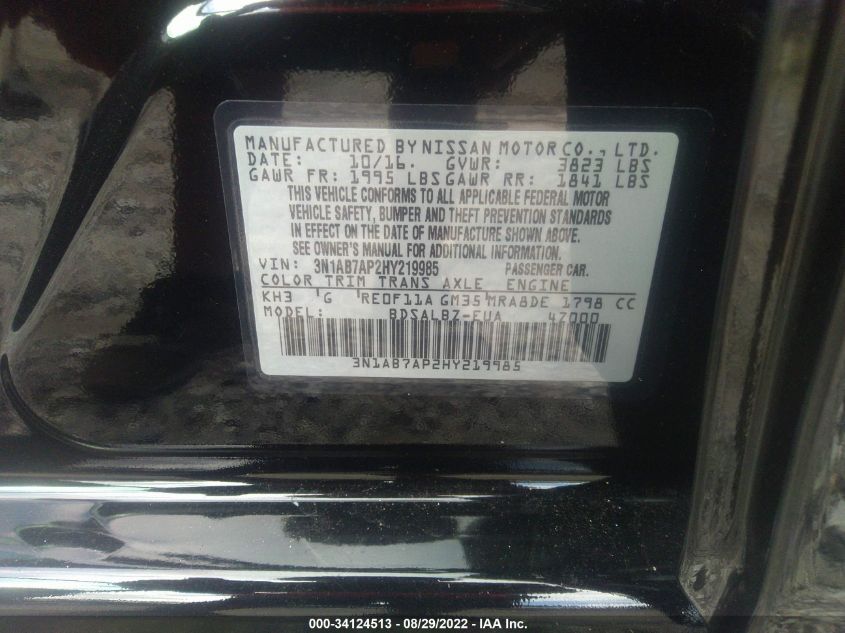 MANUFACTURED BY NISSAN MOTOR CO., LTD.
DATE: 10/16. GVWR: 3823 LBS
GAWR FR: 1995 LBS GAWR RR: 1841 LBS
THIS VEHICLE CONFORMS TO ALL APPLICABLE FEDERAL MOTOR
VEHICLE SAFETY, BUMPER AND THEFT PREVENTION STANDARDS
IN EFFECT ON THE DATE OF MANUFACTURE SHOWN ABOVE.
SEE OWNER'S MANUAL FOR ADDITIONAL INFORMATION.
VIN: 3N1AB7AP2HY219985 PASSENGER CAR.
COLOR TRIM TRANS AXLE ENGINE
KH3 'G 'RE0F11A GM35'MRA8DE 1798 CC
MODEL: BDSALBZ-EUA 4Z000
3N1AB7AP2HY219985
000-34124513 - 08/29/2022 - IAA Inc.